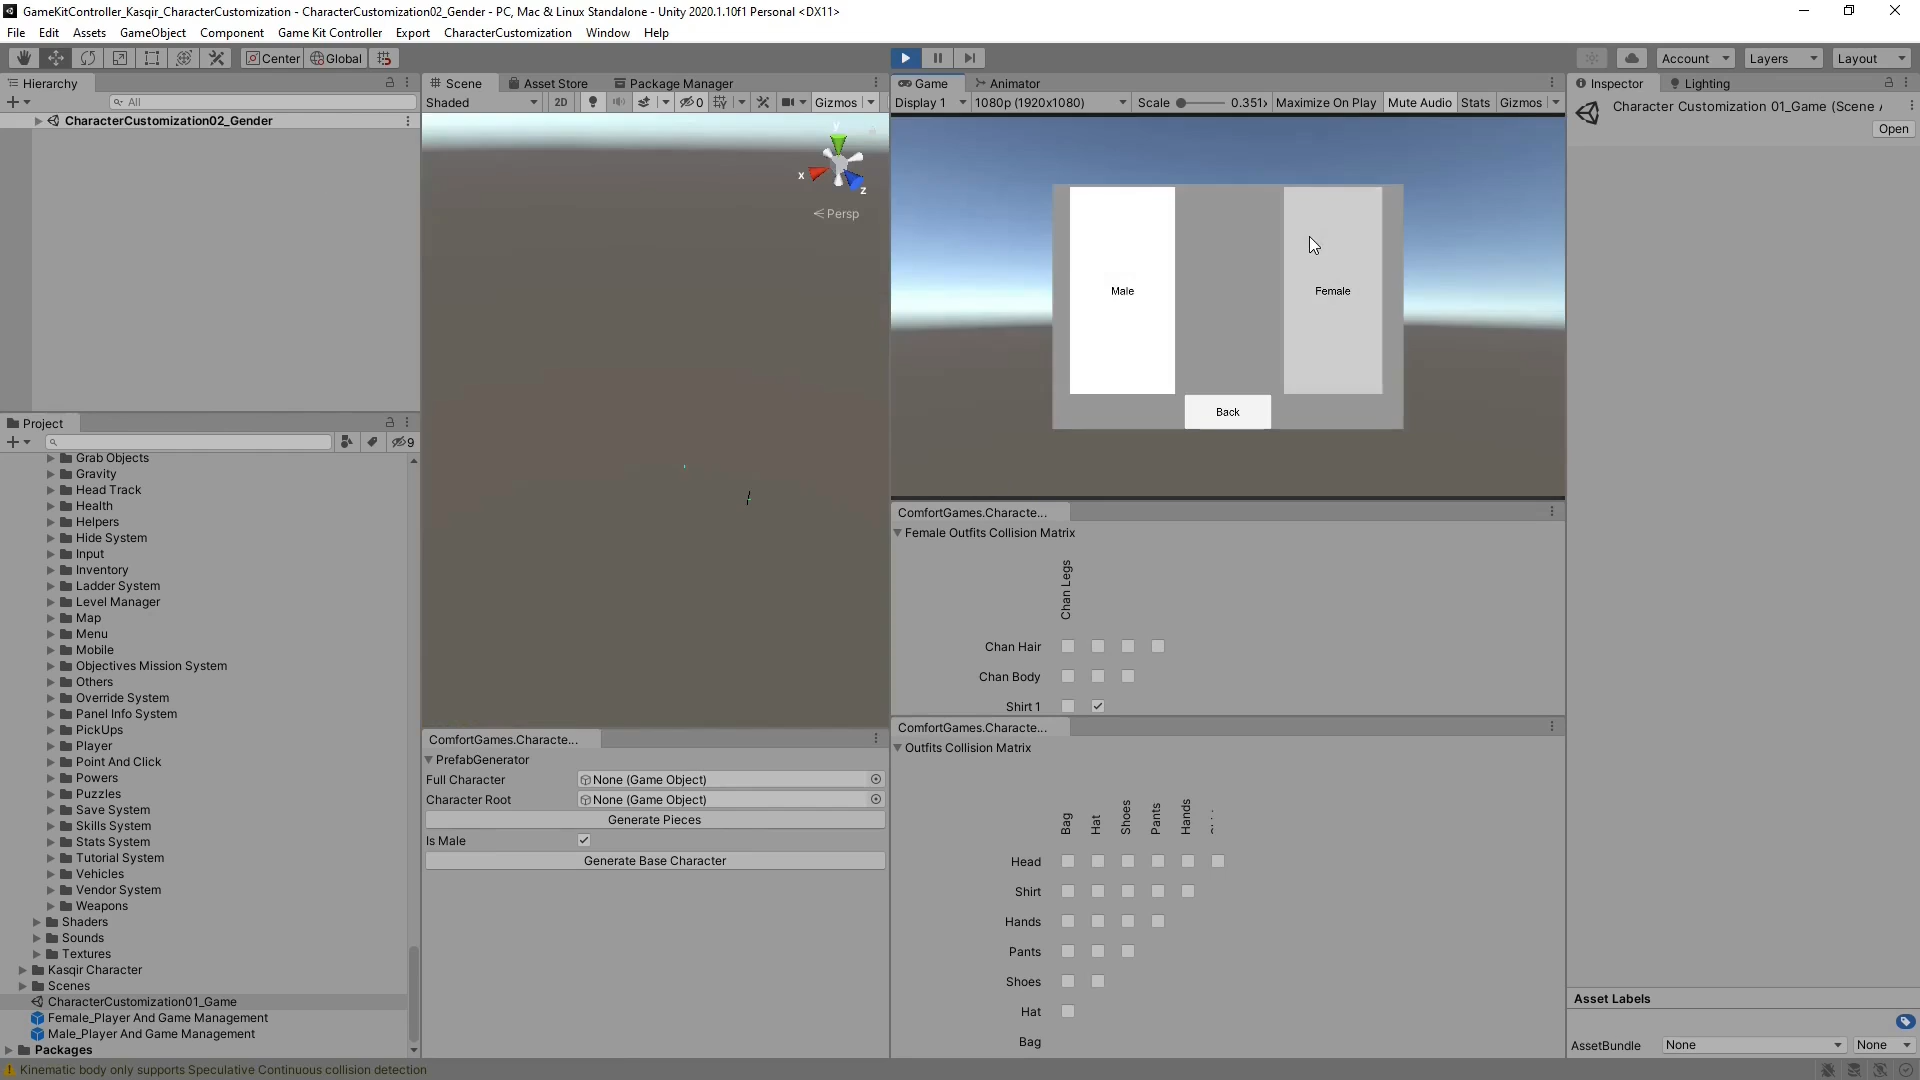 GameKitController_Kasqir_CharacterCustomization - CharacterCustomization02_Gender - PC, Mac & Linux Standalone - Unity 2020.1.10f1 Personal <DX11>
File Edit Assets GameObject Component Game Kit Controller Export CharacterCustomization Window Help
Center Global
Account Layers Layout
Hierarchy
All
CharacterCustomization02_Gender
Scene Asset Store Package Manager
Shaded 2D 0 Gizmos
y
x
z
Persp
Game Animator
Display 1 1080p (1920x1080) Scale 0.351x Maximize On Play Mute Audio Stats Gizmos
Male
Female
Back
Inspector Lighting
Character Customization 01_Game (Scene
Open
Project
9
Grab Objects
Gravity
Head Track
Health
Helpers
Hide System
Input
Inventory
Ladder System
Level Manager
Map
Menu
Mobile
Objectives Mission System
Others
Override System
Panel Info System
PickUps
Player
Point And Click
Powers
Puzzles
Save System
Skills System
Stats System
Tutorial System
Vehicles
Vendor System
Weapons
Shaders
Sounds
Textures
Kasqir Character
Scenes
CharacterCustomization01_Game
Female_Player And Game Management
Male_Player And Game Management
Packages
ComfortGames.Characte...
PrefabGenerator
Full Character None (Game Object)
Character Root None (Game Object)
Generate Pieces
Is Male
Generate Base Character
ComfortGames.Characte...
Female Outfits Collision Matrix
Chan Legs
Chan Hair
Chan Body
Shirt 1
ComfortGames.Characte...
Outfits Collision Matrix
Bag
Hat
Shoes
Pants
Hands
Head
Shirt
Hands
Pants
Shoes
Hat
Bag
Asset Labels
AssetBundle None None
Kinematic body only supports Speculative Continuous collision detection